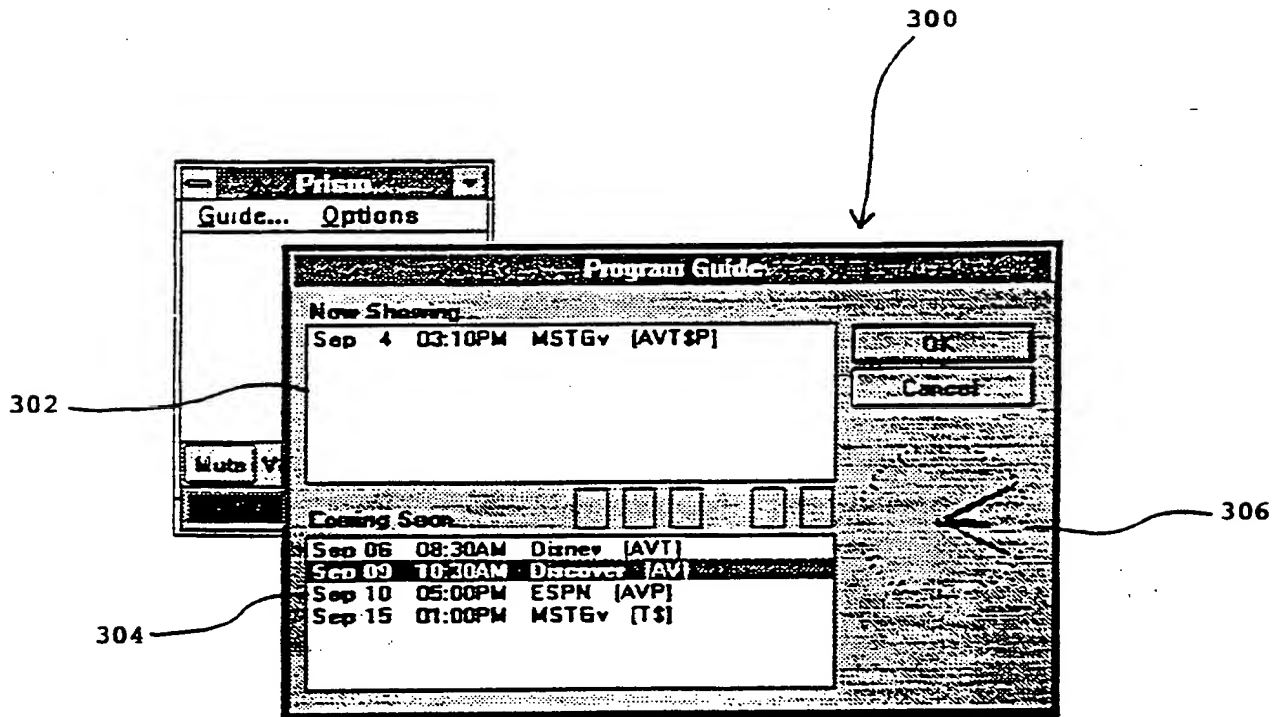 300
Prism
Guide... Options
Program Guide
Now Showing
Sep 4 03:10PM MSTGv [AVT$P]
OK
Cancel
302
Mute
Coming Soon
306
Sep 06 08:30AM Disney [AVT]
Sep 09 10:30AM Discover [AV]
Sep 10 05:00PM ESPN [AVP]
Sep 15 01:00PM MSTGv [T$]
304